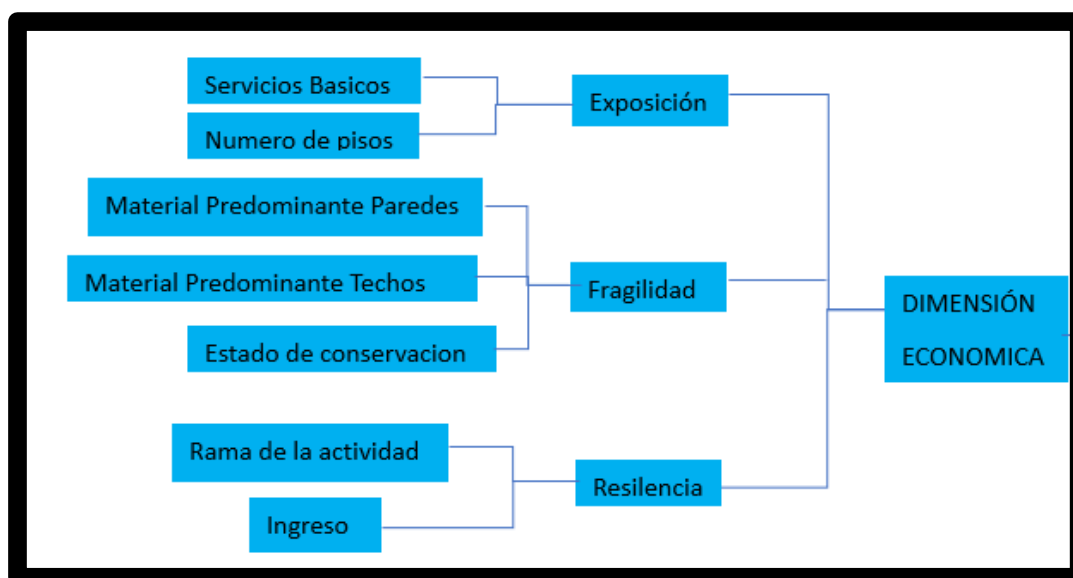 Servicios Basicos
Numero de pisos
Exposición
Material Predominante Paredes
Material Predominante Techos
Estado de conservacion
Fragilidad
Rama de la actividad
Ingreso
Resilencia
DIMENSIÓN
ECONOMICA